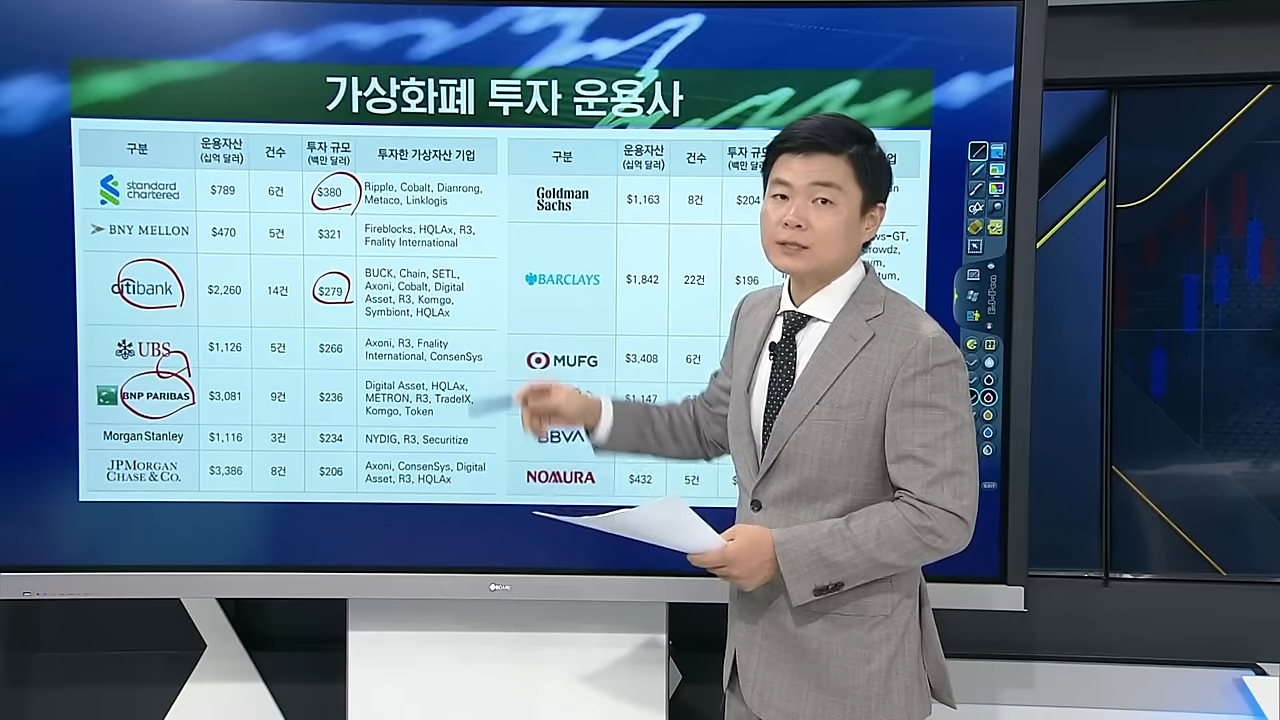 가상화폐 투자 운용사
구분 운용자산 (십억 달러) 건수 투자 규모 (백만 달러) 투자한 가상자산 기업
standard chartered $789 6건 $380 Ripple, Cobalt, Dianrong,
Metaco, Linklogis
BNY MELLON $470 5건 $321 Fireblocks, HQLAx, R3,
Fnality International
citibank $2,260 14건 $279 BUCK, Chain, SETL,
Axoni, Cobalt, Digital
Asset, R3, Komgo,
Symbiont, HQLAx
UBS $1,126 5건 $266 Axoni, R3, Fnality
International, ConsenSys
BNP PARIBAS $3,081 9건 $236 Digital Asset, HQLAx,
METRON, R3, TradeIX,
Komgo, Token
Morgan Stanley $1,116 3건 $234 NYDIG, R3, Securitize
JPMORGAN CHASE & CO. $3,386 8건 $206 Axoni, ConsenSys, Digital
Asset, R3, HQLAx
구분 운용자산 (십억 달러) 건수 투자
Goldman Sachs $1,163 8건 $204
BARCLAYS $1,842 22건 $196
MUFG $3,408 6건
BBVA
NOMURA $432 5건